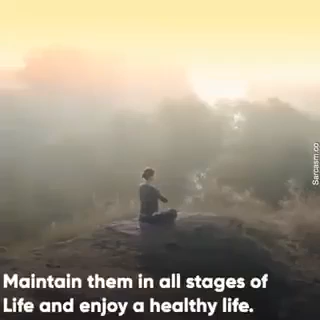 Sarcasm.co
Maintain them in all stages of
Life and enjoy a healthy life.